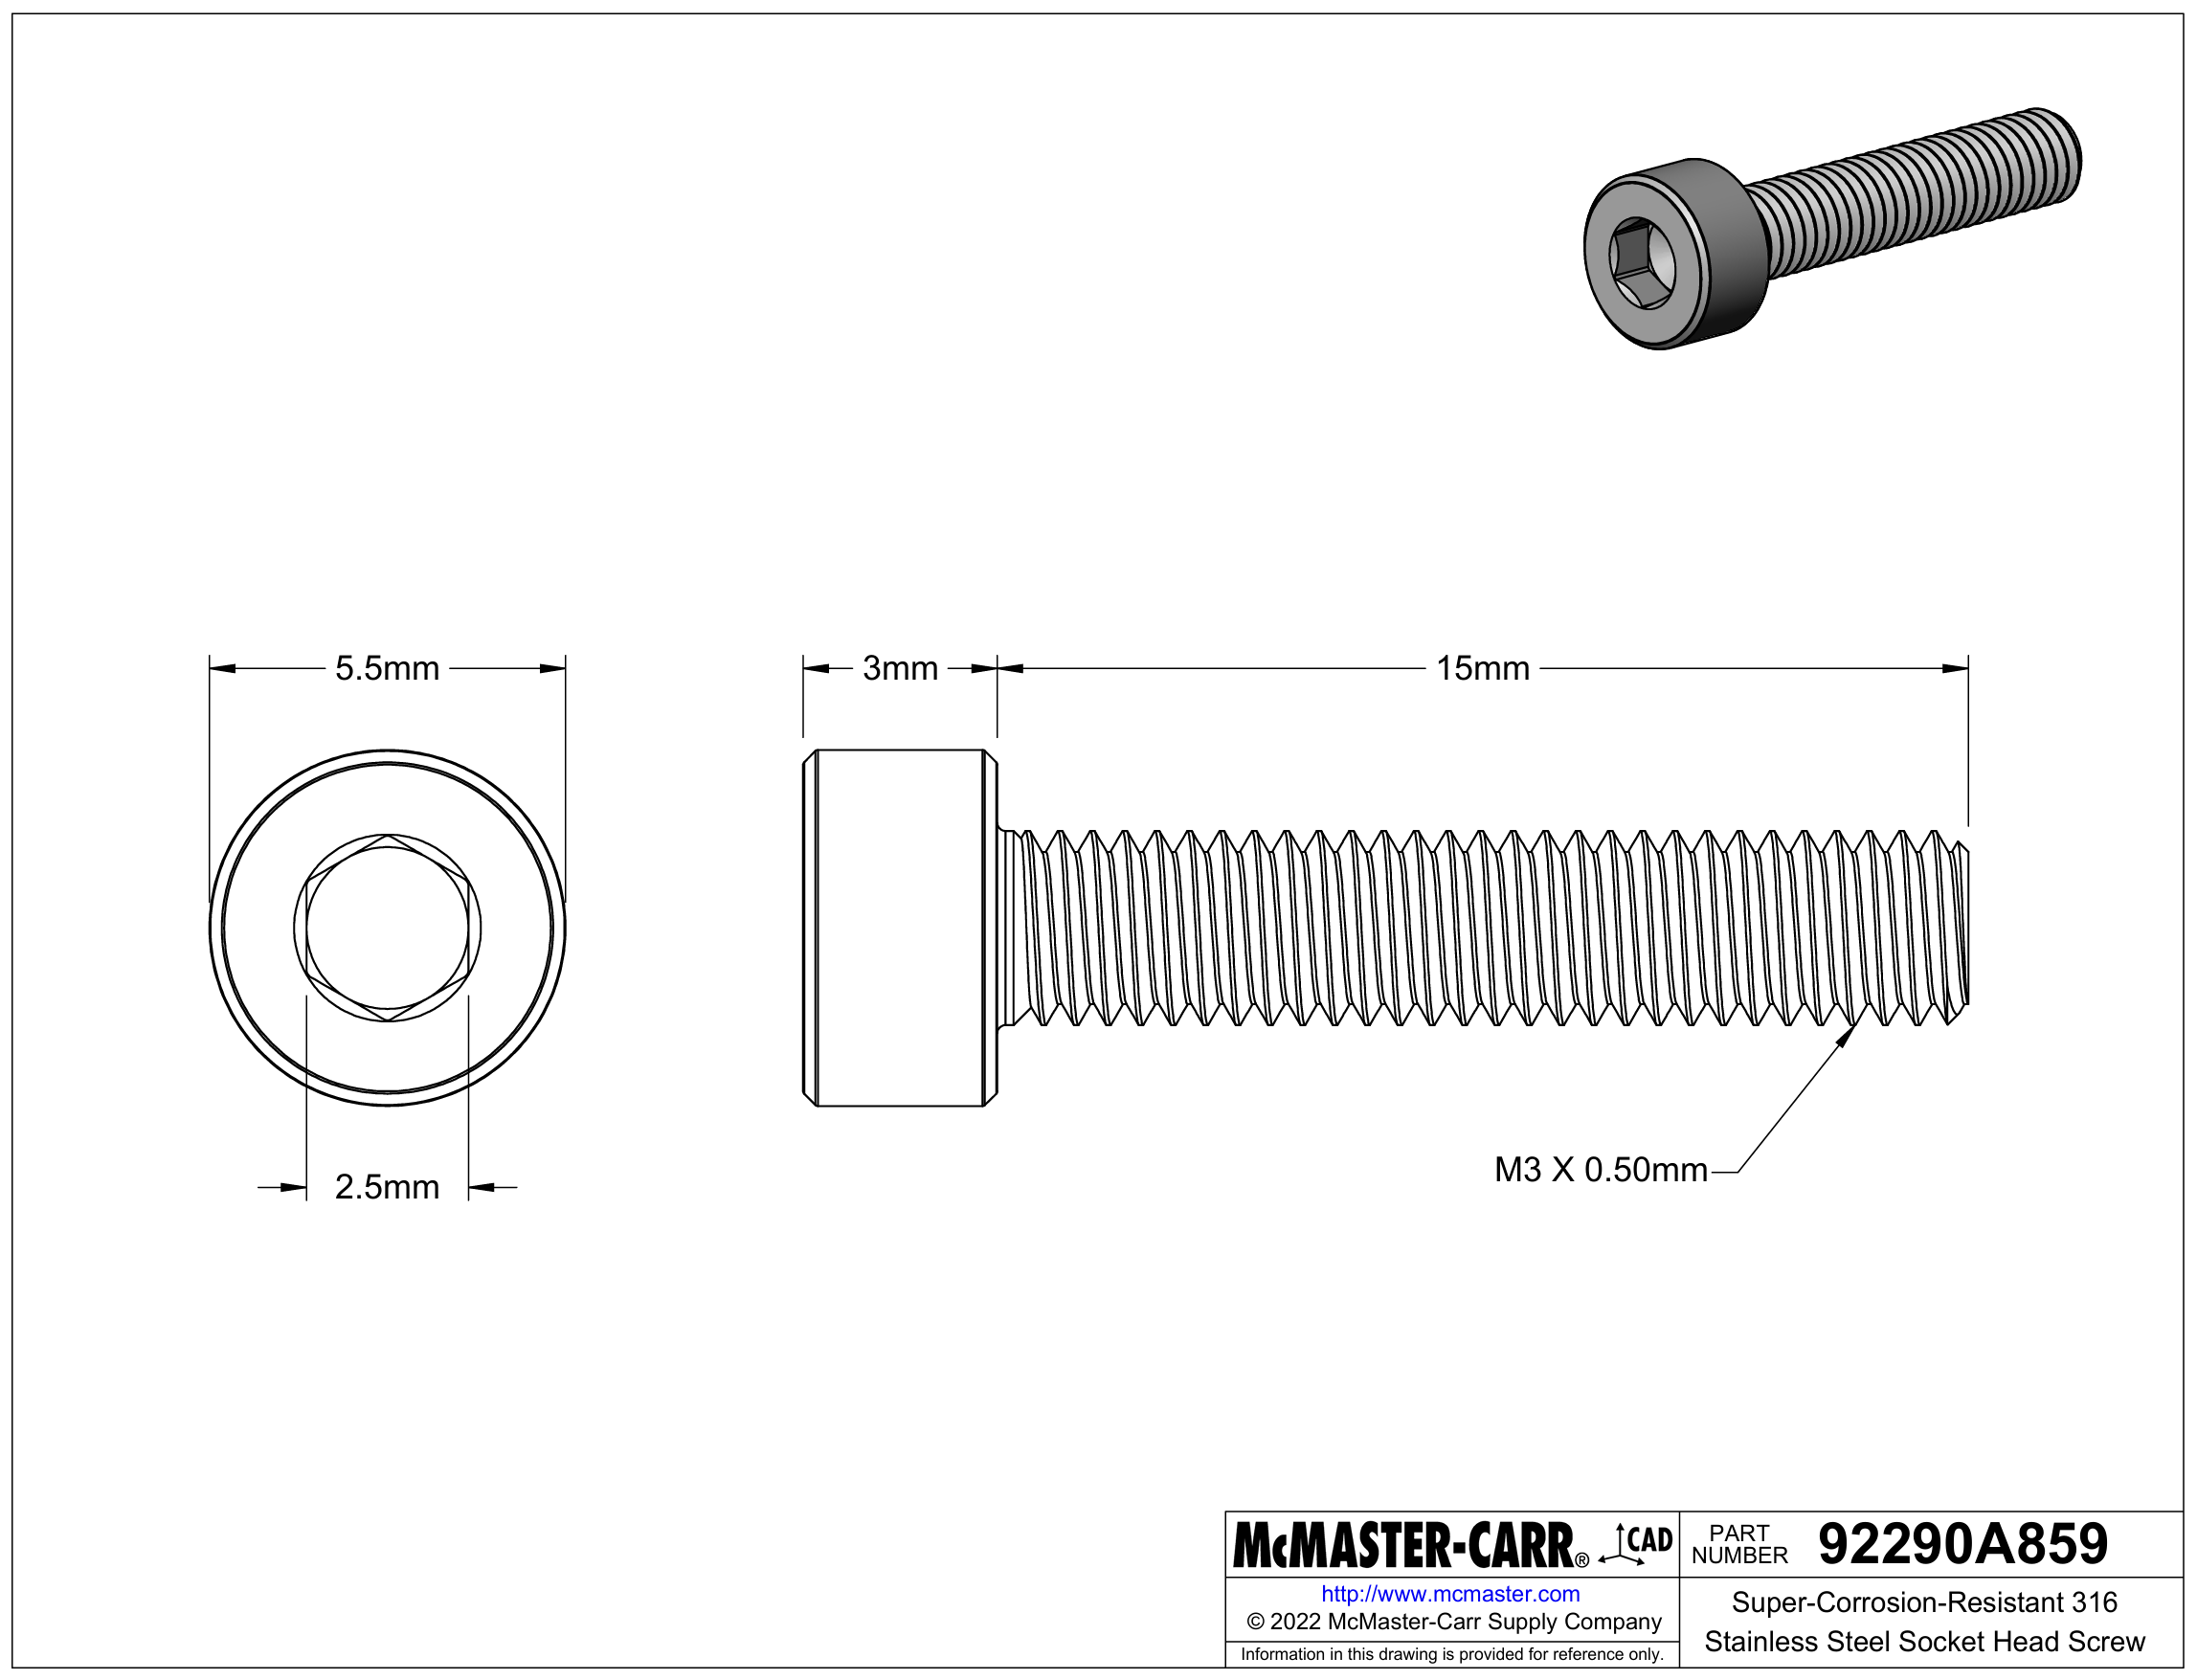 5.5mm
3mm
15mm
2.5mm
M3 X 0.50mm
McMASTER-CARR® CAD
http://www.mcmaster.com
© 2022 McMaster-Carr Supply Company
Information in this drawing is provided for reference only.
PART
NUMBER
92290A859
Super-Corrosion-Resistant 316
Stainless Steel Socket Head Screw